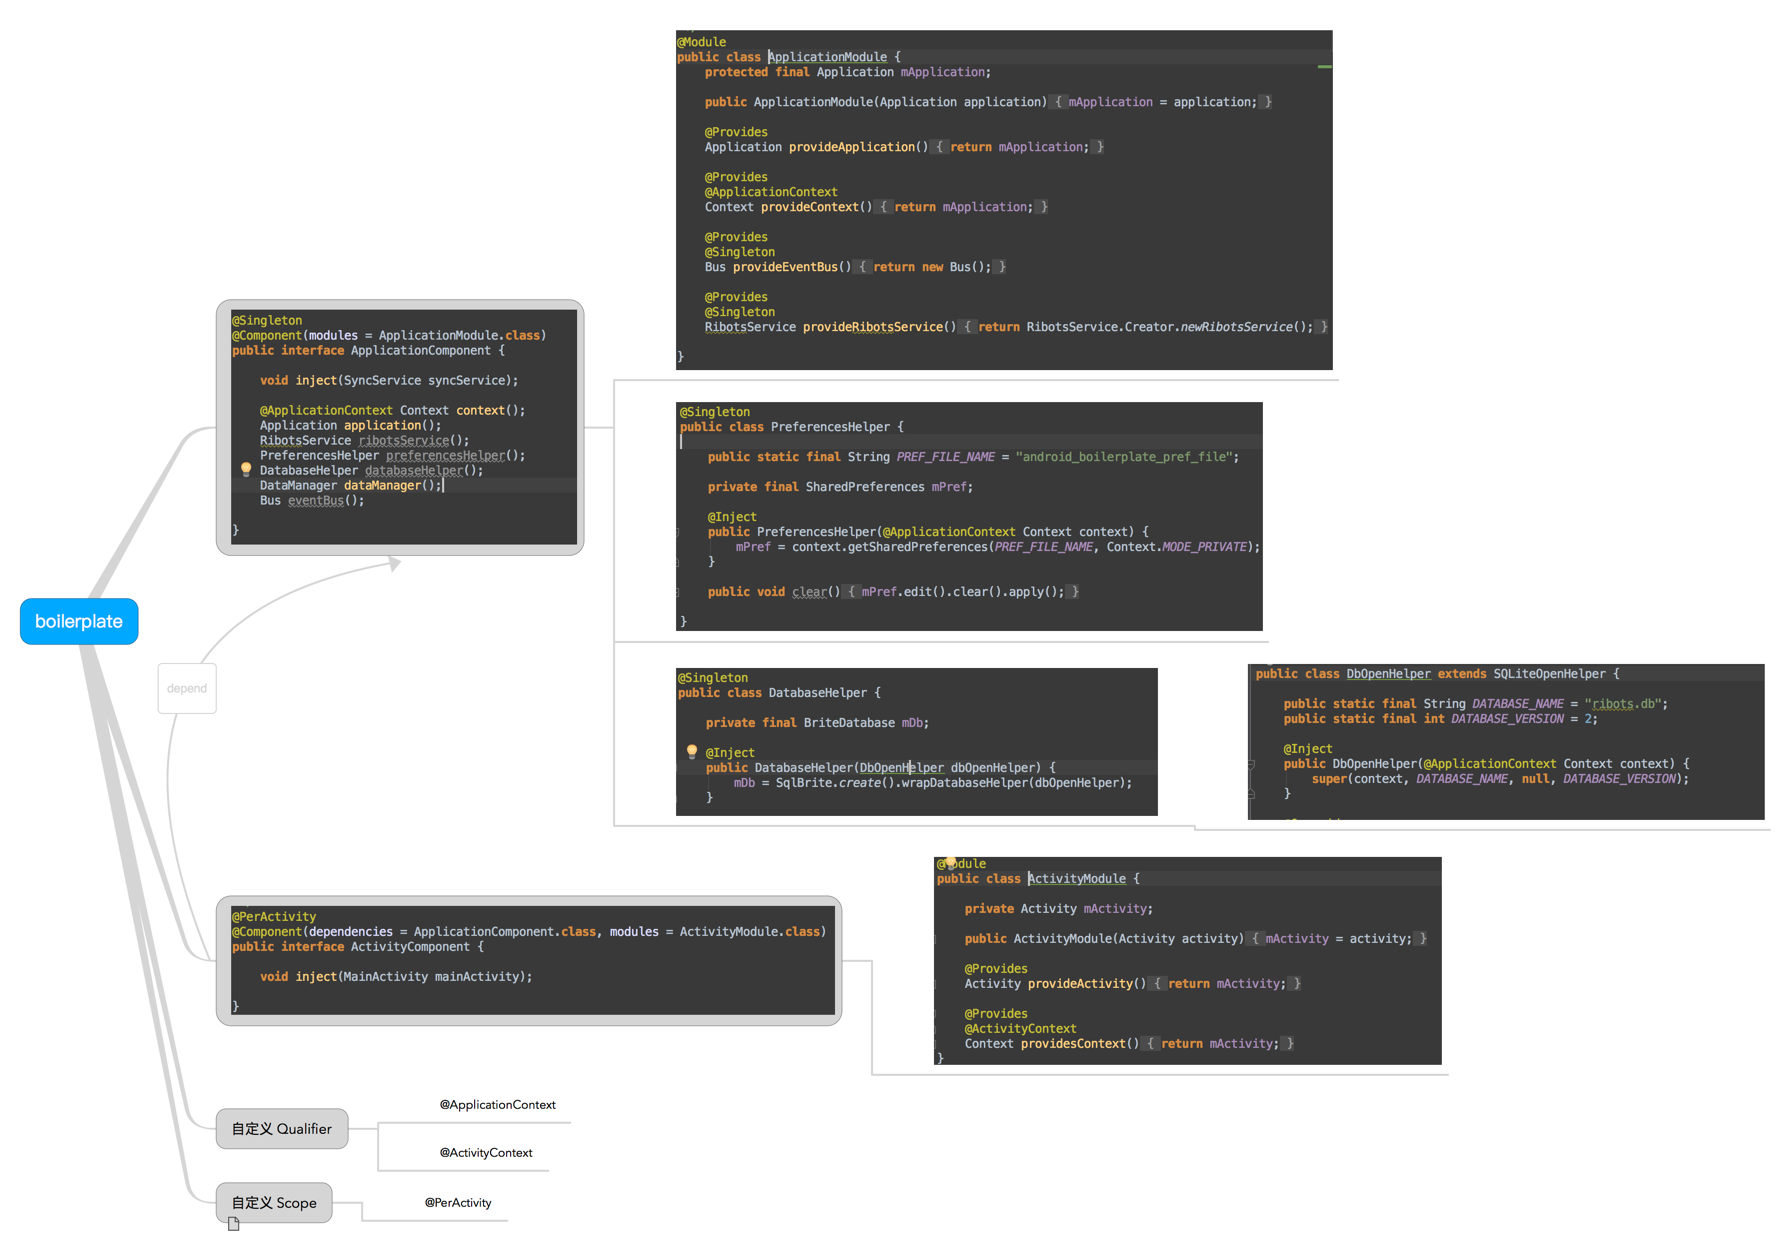 boilerplate
depend
@Singleton
@Component(modules = ApplicationModule.class)
public interface ApplicationComponent {
void inject(SyncService syncService);
@ApplicationContext Context context();
Application application();
RibotsService ribotsService();
PreferencesHelper preferencesHelper();
DatabaseHelper databaseHelper();
DataManager dataManager();
Bus eventBus();
}
@Module
public class ApplicationModule {
protected final Application mApplication;
public ApplicationModule(Application application) { mApplication = application; }
@Provides
Application provideApplication() { return mApplication; }
@Provides
@ApplicationContext
Context provideContext() { return mApplication; }
@Provides
@Singleton
Bus provideEventBus() { return new Bus(); }
@Provides
@Singleton
RibotsService provideRibotsService() { return RibotsService.Creator.newRibotsService(); }
}
@Singleton
public class PreferencesHelper {
public static final String PREF_FILE_NAME = "android_boilerplate_pref_file";
private final SharedPreferences mPref;
@Inject
public PreferencesHelper(@ApplicationContext Context context) {
mPref = context.getSharedPreferences(PREF_FILE_NAME, Context.MODE_PRIVATE);
}
public void clear() { mPref.edit().clear().apply(); }
}
@Singleton
public class DatabaseHelper {
private final BriteDatabase mDb;
@Inject
public DatabaseHelper(DbOpenHelper dbOpenHelper) {
mDb = SqlBrite.create().wrapDatabaseHelper(dbOpenHelper);
}
public class DbOpenHelper extends SQLiteOpenHelper {
public static final String DATABASE_NAME = "ribots.db";
public static final int DATABASE_VERSION = 2;
@Inject
public DbOpenHelper(@ApplicationContext Context context) {
super(context, DATABASE_NAME, null, DATABASE_VERSION);
}
@PerActivity
@Component(dependencies = ApplicationComponent.class, modules = ActivityModule.class)
public interface ActivityComponent {
void inject(MainActivity mainActivity);
}
@Module
public class ActivityModule {
private Activity mActivity;
public ActivityModule(Activity activity) { mActivity = activity; }
@Provides
Activity provideActivity() { return mActivity; }
@Provides
@ActivityContext
Context providesContext() { return mActivity; }
}
自定义 Qualifier
@ApplicationContext
@ActivityContext
自定义 Scope
@PerActivity